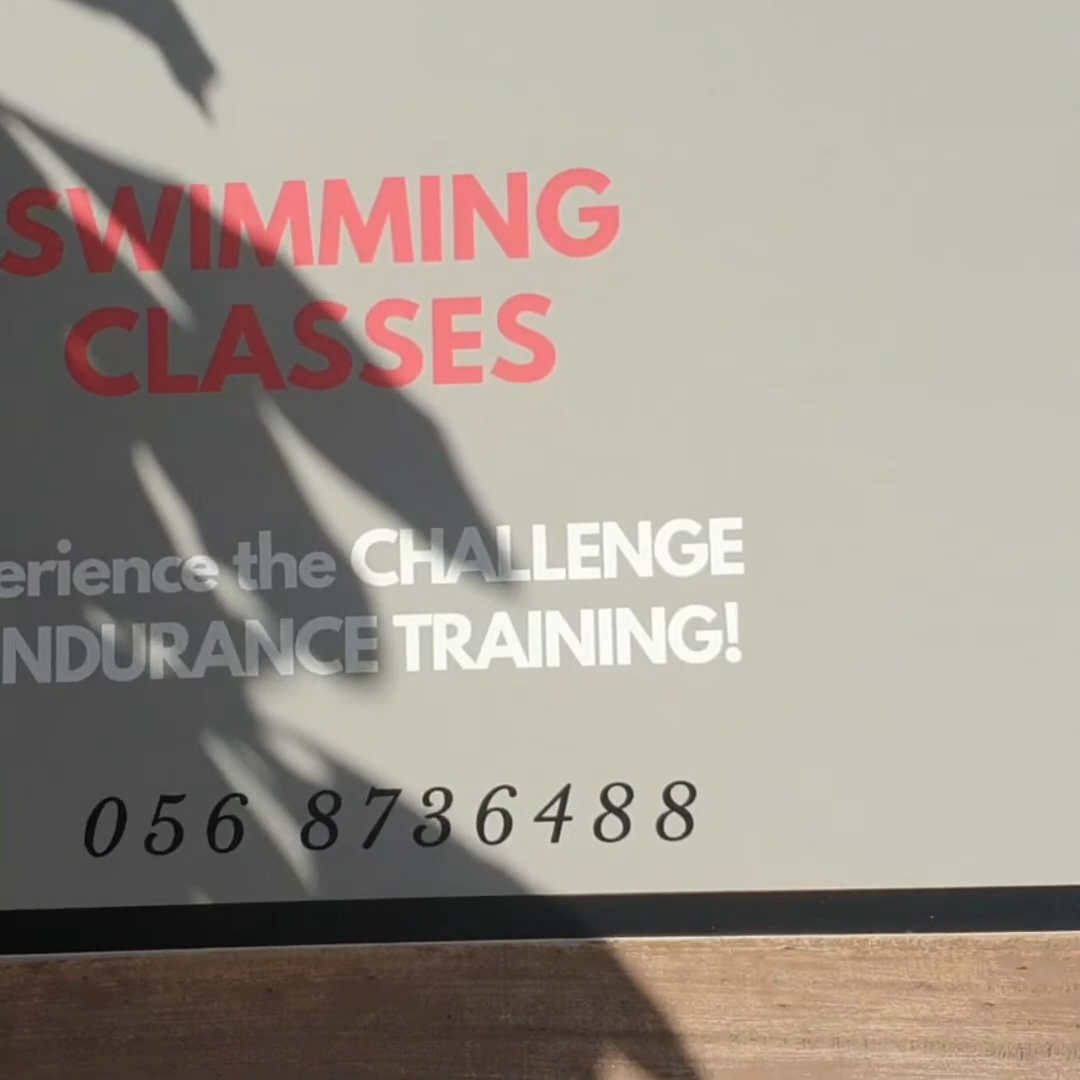 SWIMMING
CLASSES
erience the CHALLENGE
NDURANCE TRAINING!
056 8736488